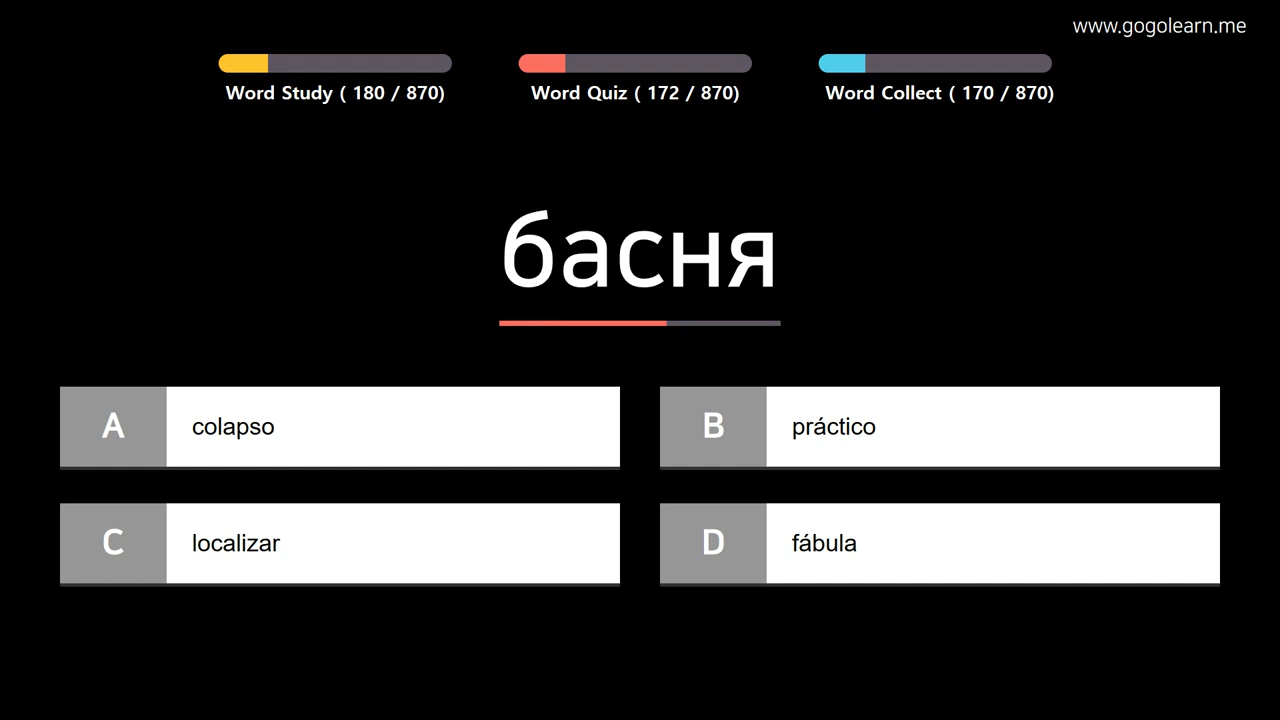 www.gogolearn.me
Word Study ( 180 / 870)
Word Quiz ( 172 / 870)
Word Collect ( 170 / 870)
басня
A colapso
B práctico
C localizar
D fábula